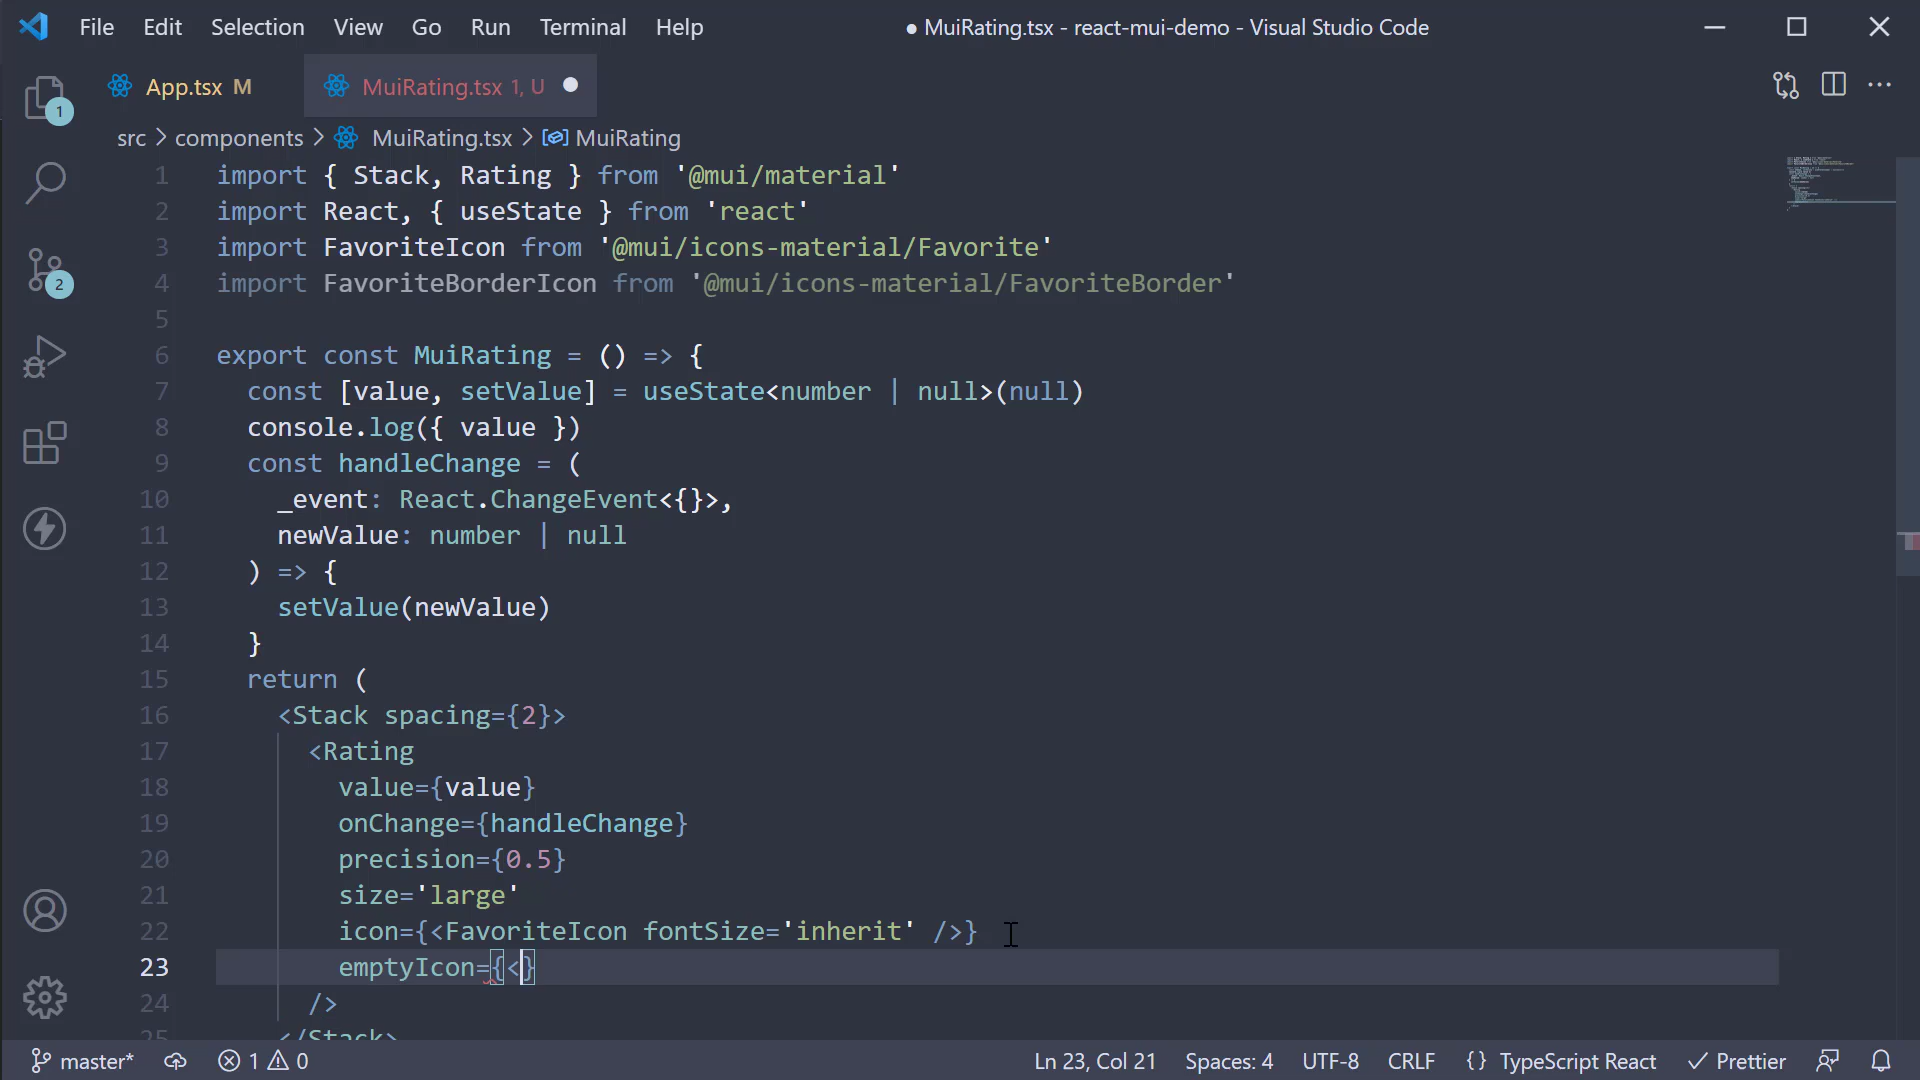 File Edit Selection View Go Run Terminal Help ● MuiRating.tsx - react-mui-demo - Visual Studio Code
App.tsx M MuiRating.tsx 1, U
src > components > MuiRating.tsx > MuiRating
1 import { Stack, Rating } from '@mui/material'
2 import React, { useState } from 'react'
3 import FavoriteIcon from '@mui/icons-material/Favorite'
4 import FavoriteBorderIcon from '@mui/icons-material/FavoriteBorder'
5
6 export const MuiRating = () => {
7 const [value, setValue] = useState<number | null>(null)
8 console.log({ value })
9 const handleChange = (
10 _event: React.ChangeEvent<{}>,
11 newValue: number | null
12 ) => {
13 setValue(newValue)
14 }
15 return (
16 <Stack spacing={2}>
17 <Rating
18 value={value}
19 onChange={handleChange}
20 precision={0.5}
21 size='large'
22 icon={<FavoriteIcon fontSize='inherit' />}
23 emptyIcon={<}
24 />
25 </Stack>
1
2
master* 1 0 Ln 23, Col 21 Spaces: 4 UTF-8 CRLF {} TypeScript React Prettier